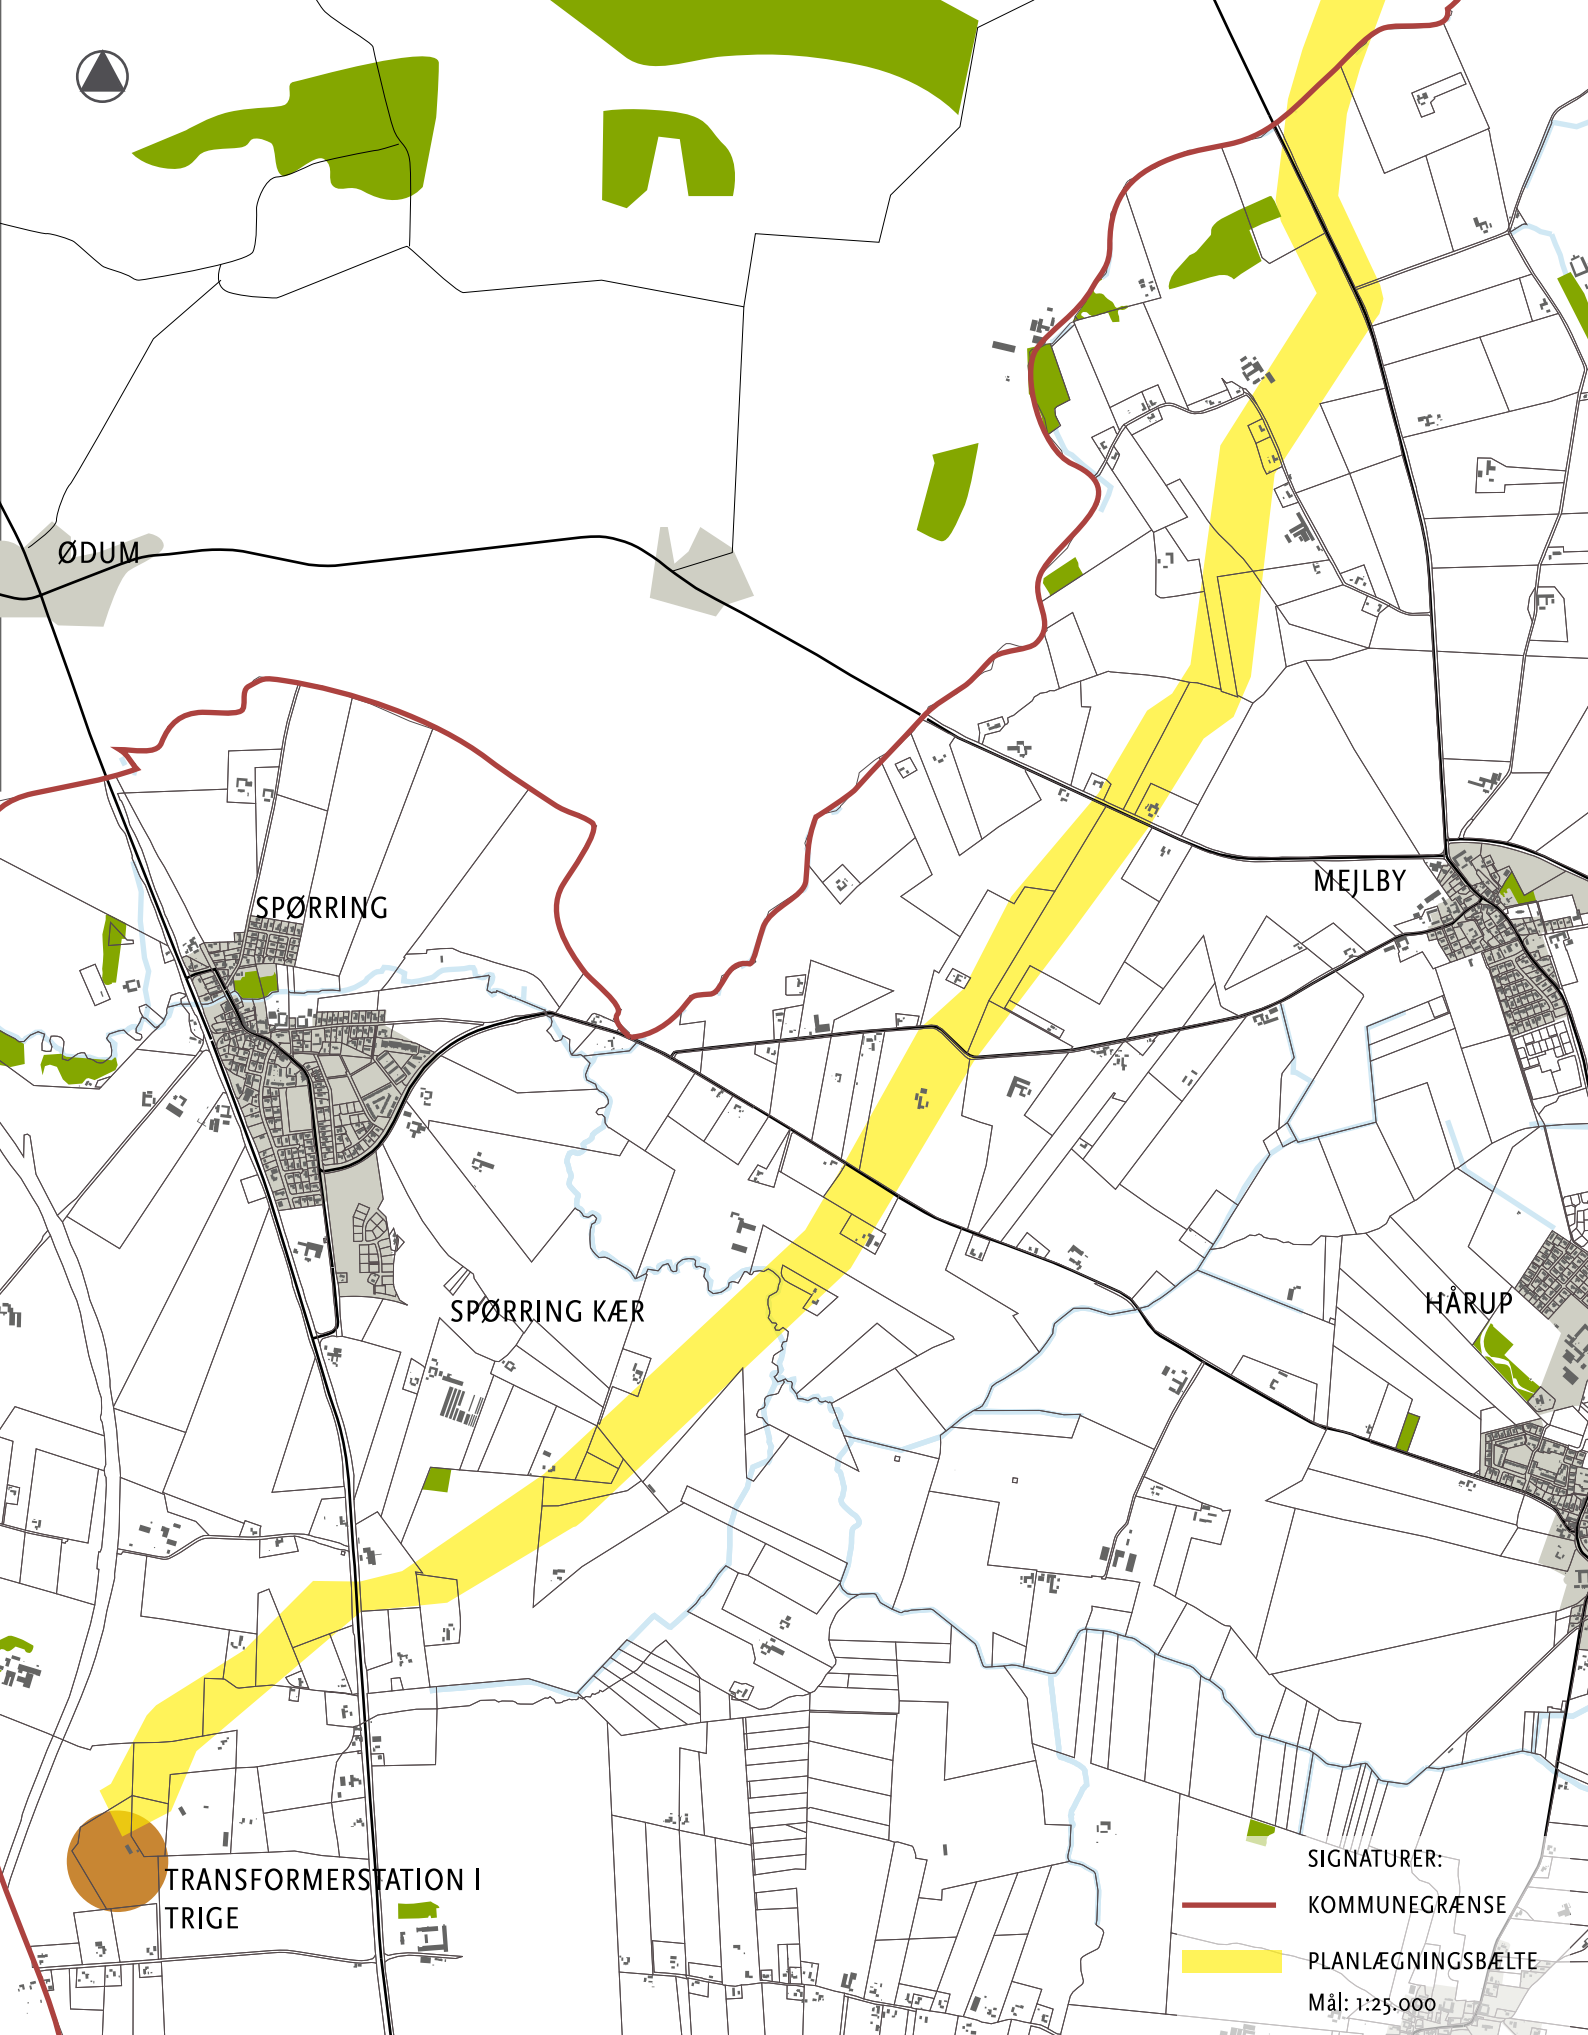 ØDUM
SPØRRING
MEJLBY
SPØRRING KÆR
HÅRUP
TRANSFORMERSTATION I
TRIGE
SIGNATURER:
KOMMUNEGRÆNSE
PLANLÆGNINGSBÆLTE
Mål: 1:25.000